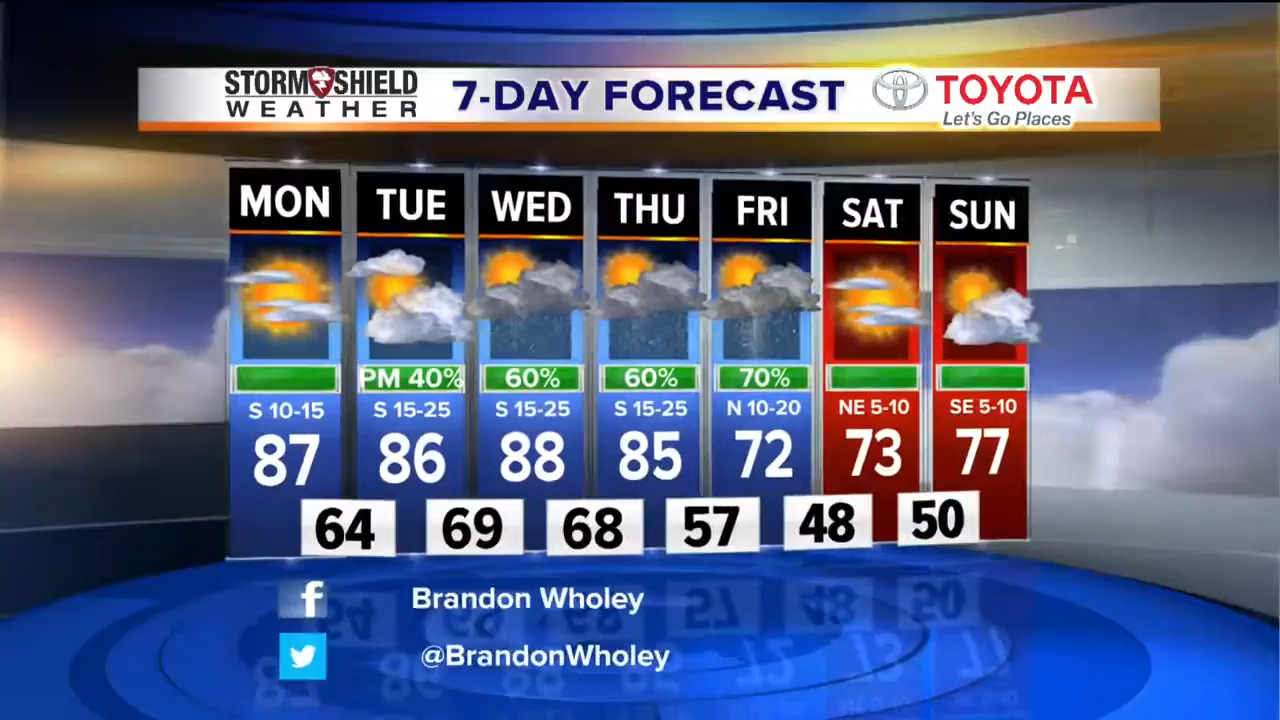 STORM SHIELD
WEATHER
7-DAY FORECAST
TOYOTA
Let's Go Places
MON TUE WED THU FRI SAT SUN
PM 40% 60% 60% 70%
S 10-15 S 15-25 S 15-25 S 15-25 N 10-20 NE 5-10 SE 5-10
87 86 88 85 72 73 77
64 69 68 57 48 50
f Brandon Wholey
@BrandonWholey